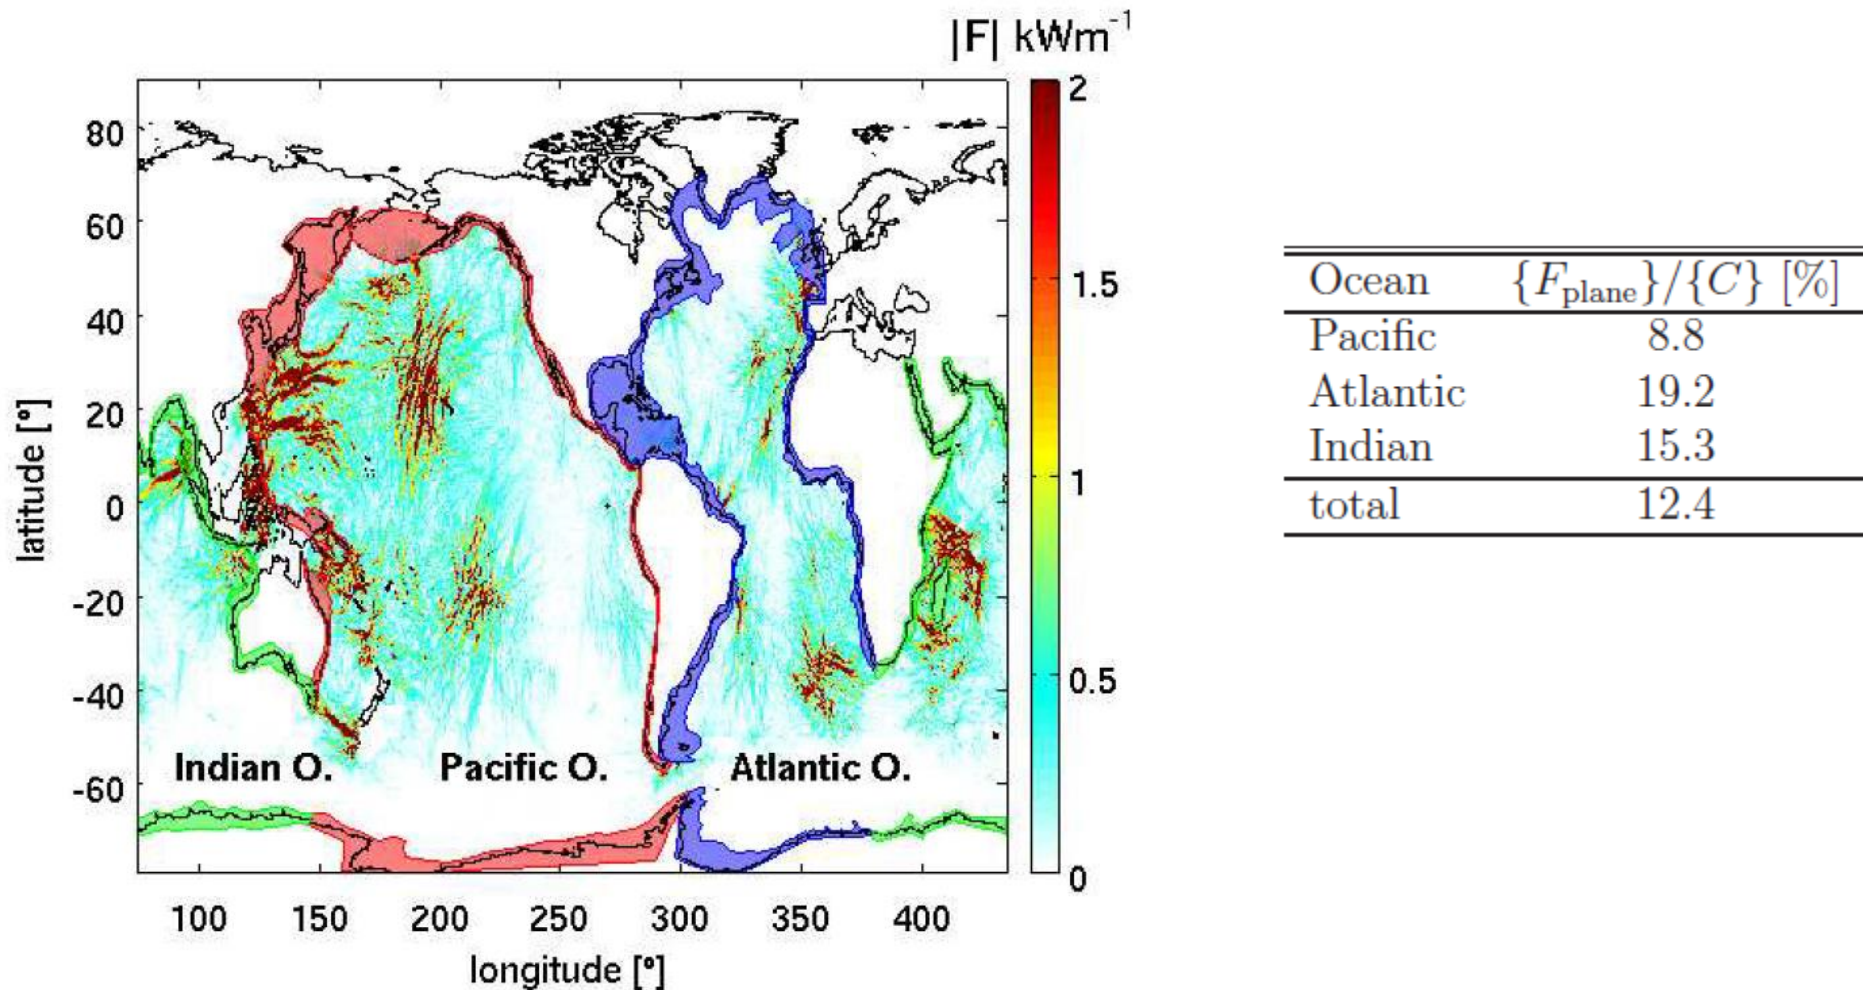 |F| kWm⁻¹
2
1.5
1
0.5
0
80
60
40
20
0
-20
-40
-60
latitude [°]
Indian O. Pacific O. Atlantic O.
100 150 200 250 300 350 400
longitude [°]
Ocean {F_plane}/{C} [%]
Pacific 8.8
Atlantic 19.2
Indian 15.3
total 12.4